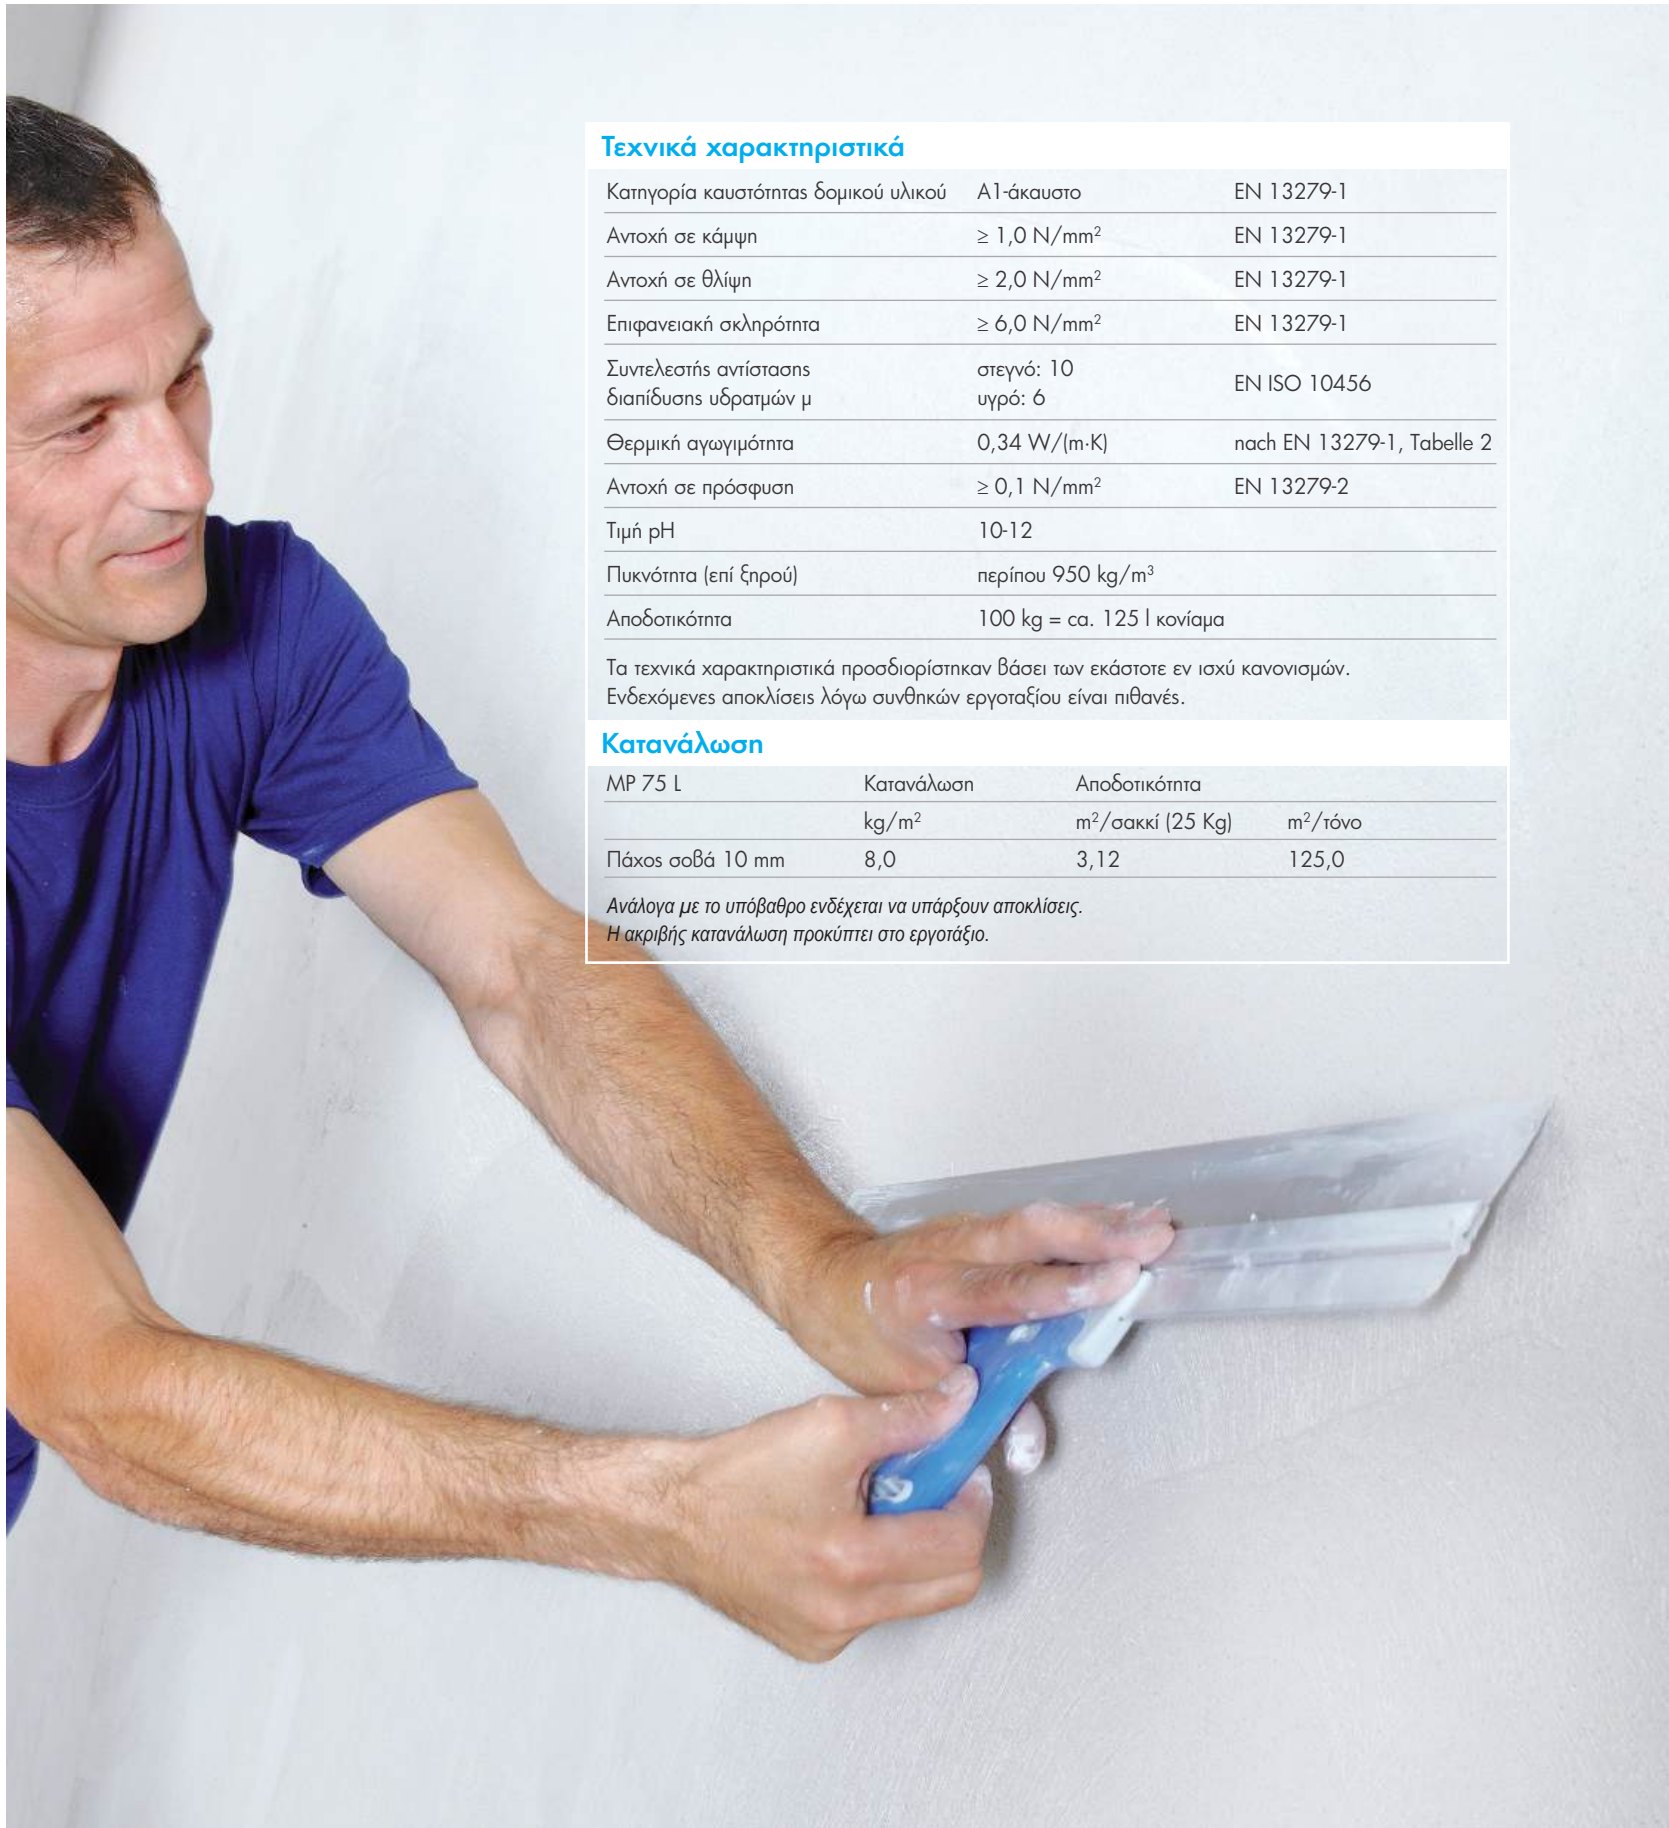 Τεχνικά χαρακτηριστικά
Κατηγορία καυστότητας δομικού υλικού Α1-άκαυστο EN 13279-1
Αντοχή σε κάμψη ≥ 1,0 N/mm² EN 13279-1
Αντοχή σε θλίψη ≥ 2,0 N/mm² EN 13279-1
Επιφανειακή σκληρότητα ≥ 6,0 N/mm² EN 13279-1
Συντελεστής αντίστασης στεγνό: 10
διαπίδυσης υδρατμών μ υγρό: 6 EN ISO 10456
Θερμική αγωγιμότητα 0,34 W/(m·K) nach EN 13279-1, Tabelle 2
Αντοχή σε πρόσφυση ≥ 0,1 N/mm² EN 13279-2
Τιμή pH 10-12
Πυκνότητα (επί ξηρού) περίπου 950 kg/m³
Αποδοτικότητα 100 kg = ca. 125 l κονίαμα
Τα τεχνικά χαρακτηριστικά προσδιορίστηκαν βάσει των εκάστοτε εν ισχύ κανονισμών.
Ενδεχόμενες αποκλίσεις λόγω συνθηκών εργοταξίου είναι πιθανές.
Κατανάλωση
MP 75 L Κατανάλωση Αποδοτικότητα
kg/m² m²/σακκί (25 Kg) m²/τόνο
Πάχος σοβά 10 mm 8,0 3,12 125,0
Ανάλογα με το υπόβαθρο ενδέχεται να υπάρξουν αποκλίσεις.
Η ακριβής κατανάλωση προκύπτει στο εργοτάξιο.